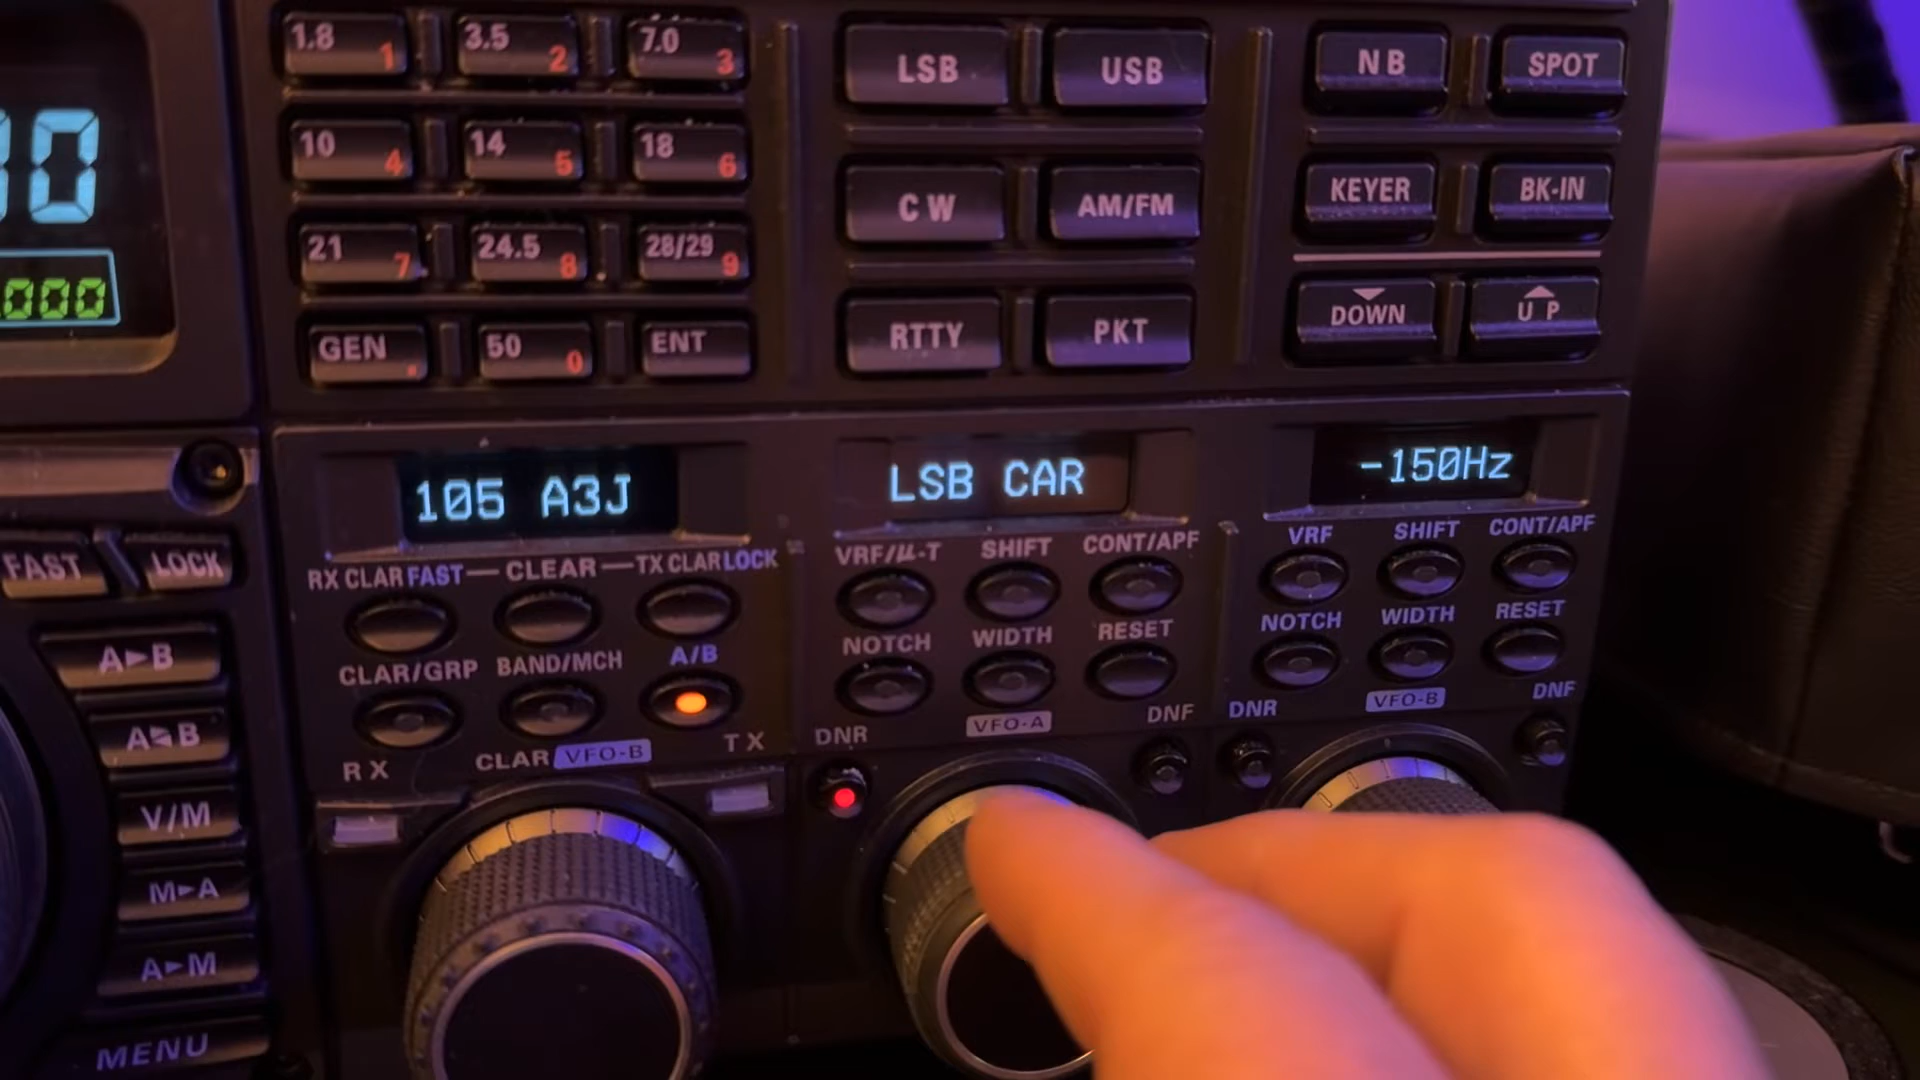 1.8 1
3.5 2
7.0 3
LSB
USB
NB
SPOT
10 4
14 5
18 6
CW
AM/FM
KEYER
BK-IN
21 7
24.5 8
28/29 9
RTTY
PKT
DOWN
UP
GEN .
50 0
ENT
0
000
105 A3J
LSB CAR
-150Hz
FAST
LOCK
RX CLAR FAST — CLEAR — TX CLAR LOCK
CLAR/GRP
BAND/MCH
A/B
RX
CLAR VFO-B
TX
VRF/μ-T
SHIFT
CONT/APF
NOTCH
WIDTH
RESET
DNR
VFO-A
DNF
VRF
SHIFT
CONT/APF
NOTCH
WIDTH
RESET
DNR
VFO-B
DNF
A►B
A B
V/M
M►A
A►M
MENU